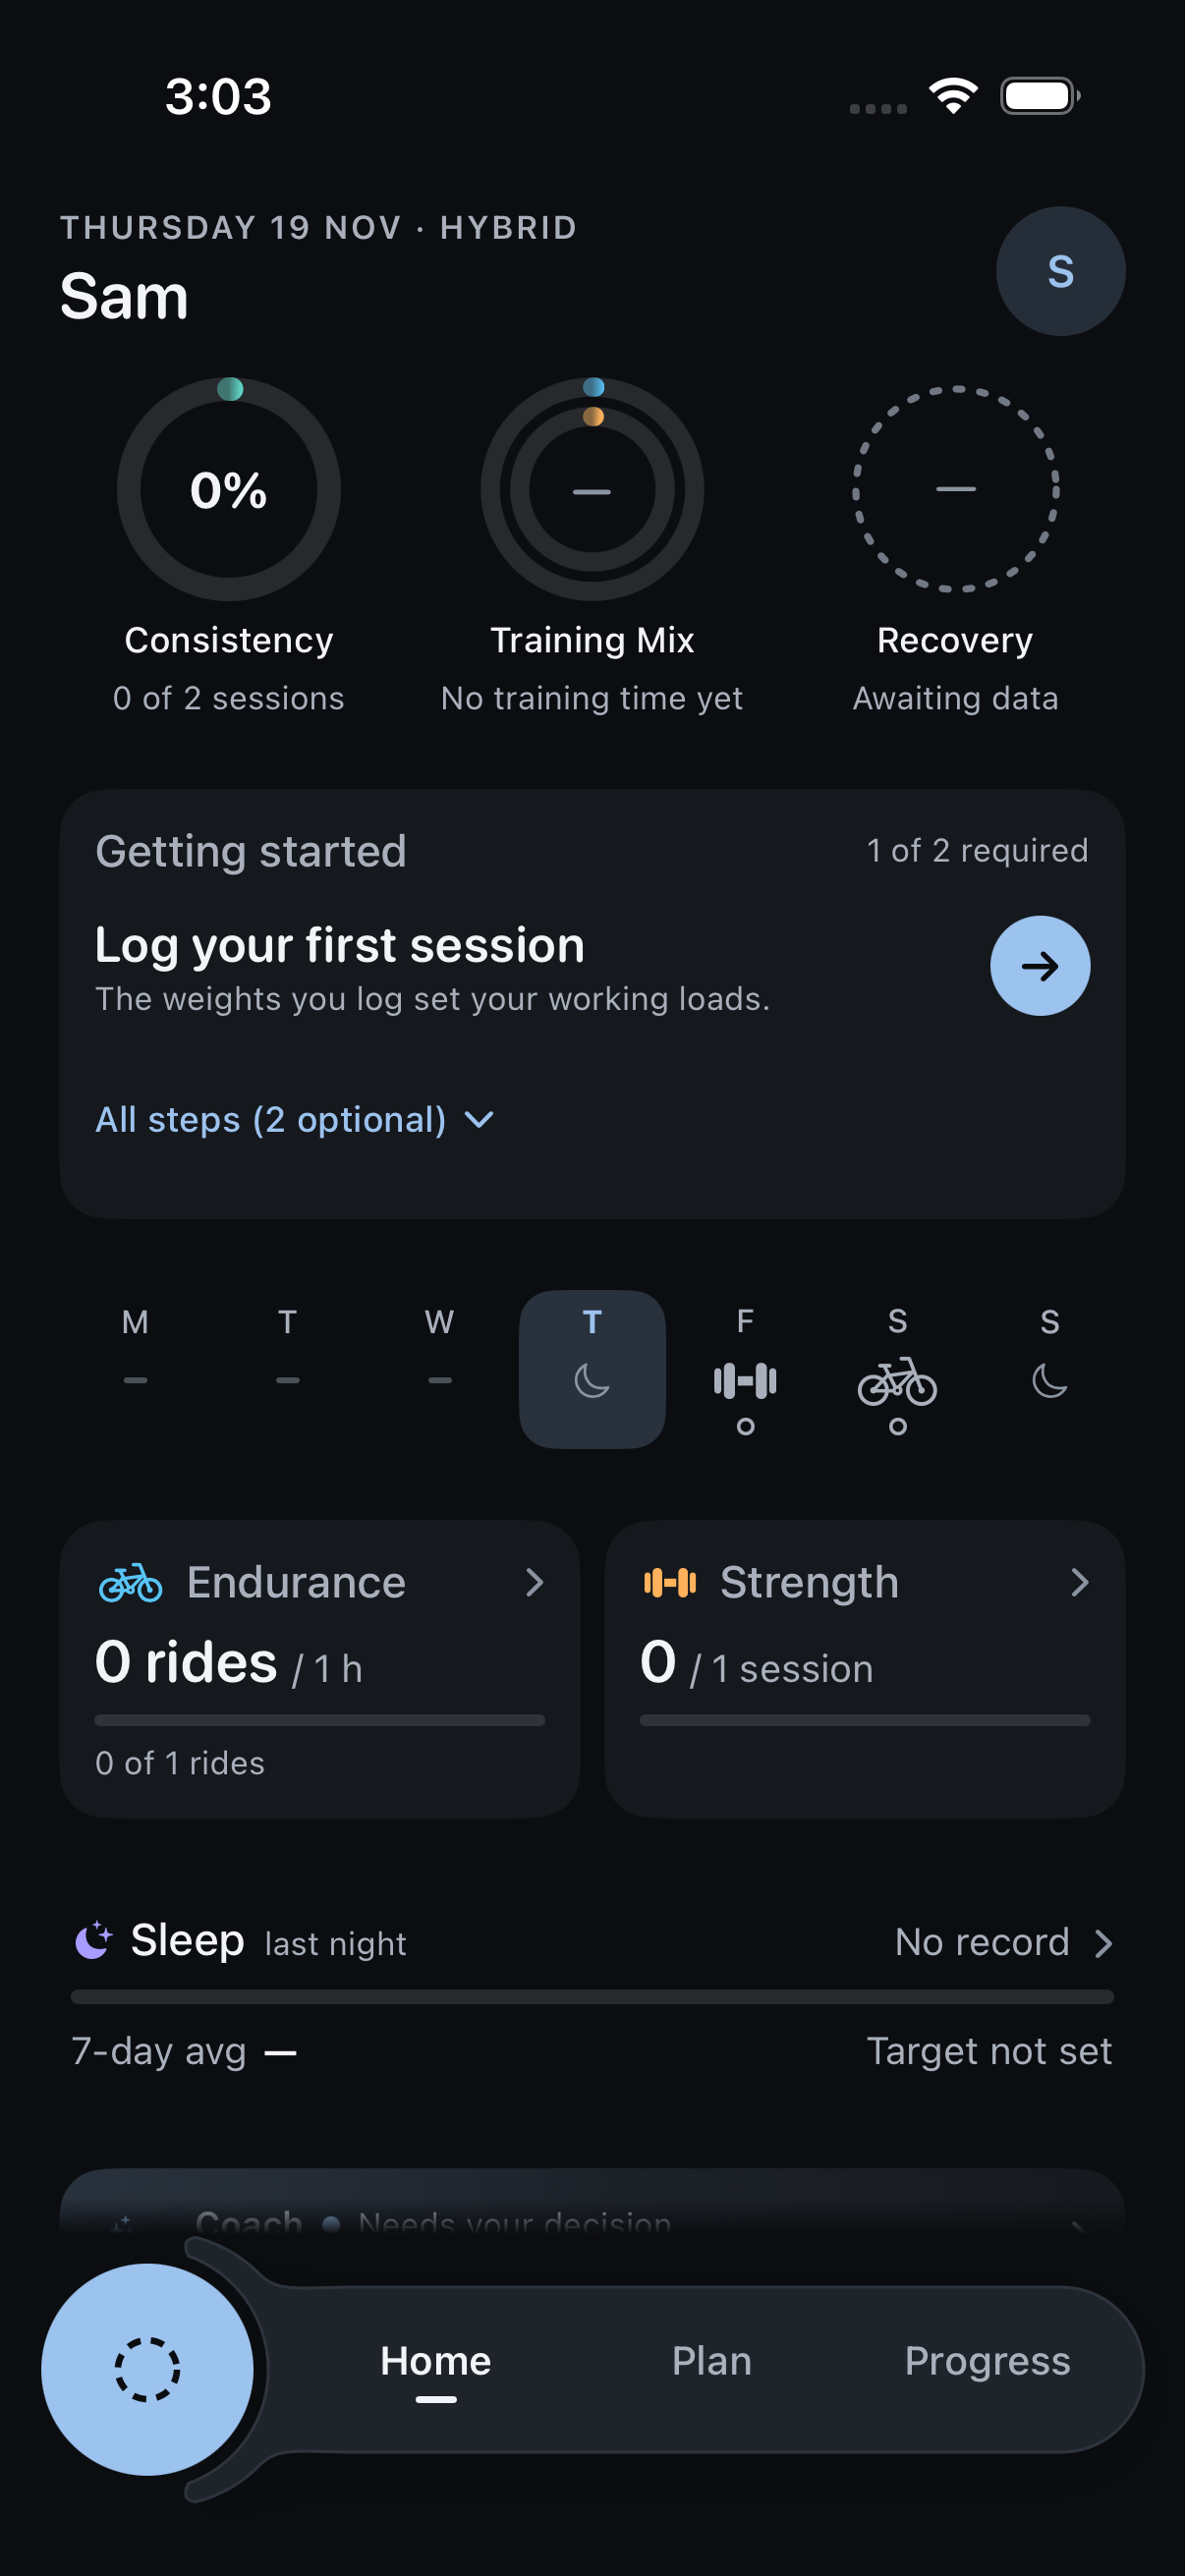 3:03
THURSDAY 19 NOV · HYBRID
Sam
S
0%
—
—
Consistency
Training Mix
Recovery
0 of 2 sessions
No training time yet
Awaiting data
Getting started
1 of 2 required
Log your first session
The weights you log set your working loads.
All steps (2 optional)
M T W T F S S
Endurance
Strength
0 rides / 1 h
0 / 1 session
0 of 1 rides
Sleep last night
No record
7-day avg —
Target not set
Coach
Needs your decision
Home
Plan
Progress